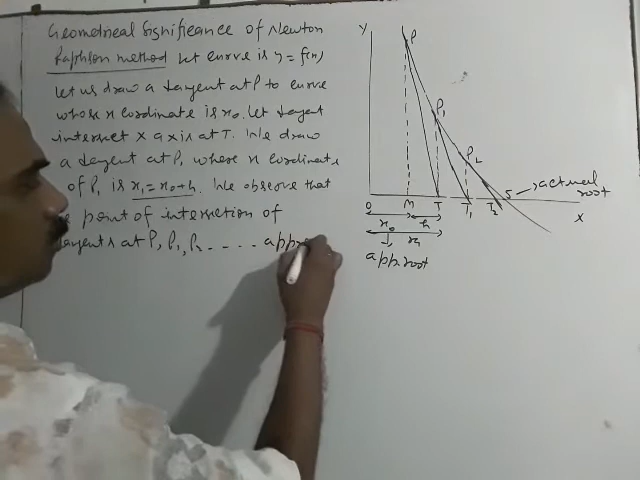 Geometrical Significance of Newton
Raphson method Let curve is y = f(x)
Let us draw a tangent at P to curve
whose x coordinate is x₀. Let tangent
intersect X axis at T. We draw
a tangent at P₁ whose x coordinate
of P₁ is x₁=x₀+h. We observe that
point of intersection of
tangents at P, P₁, P₂ - - - - appr
Y
P
P₁
P₂
S
actual
root
O
M
T
T₁
T₂
X
x₀
h
x₁
app. root